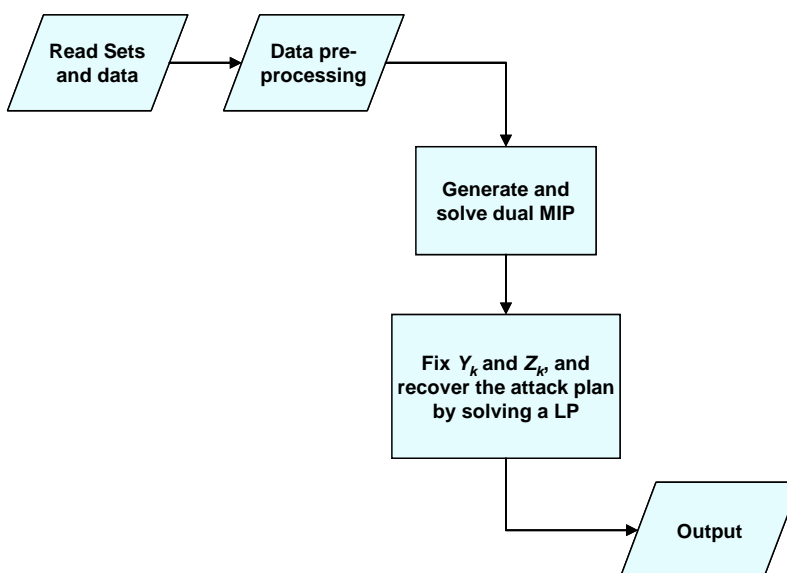 Read Sets
and data
Data pre-
processing
Generate and
solve dual MIP
Fix Yk and Zk, and
recover the attack plan
by solving a LP
Output